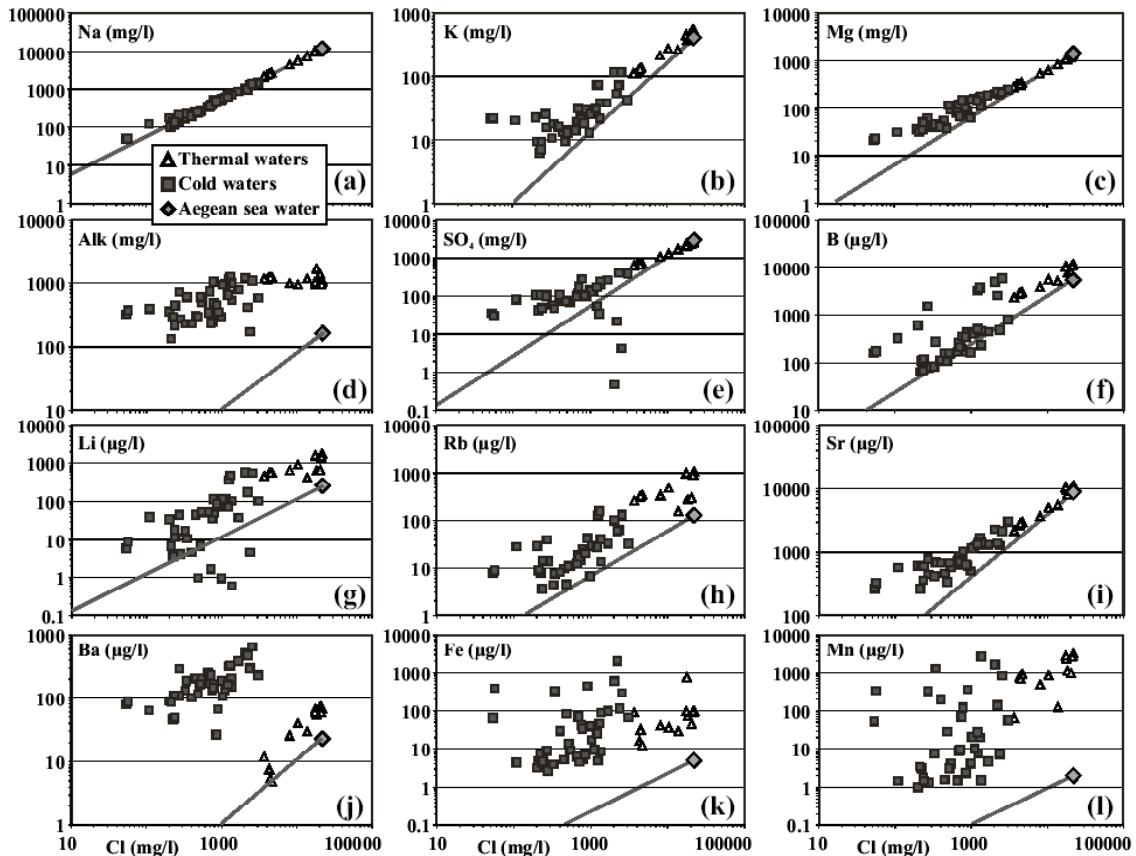 100000
10000
1000
100
10
1
Na (mg/l)
(a)
Thermal waters
Cold waters
Aegean sea water
1000
100
10
1
K (mg/l)
(b)
10000
1000
100
10
1
Mg (mg/l)
(c)
10000
1000
100
10
Alk (mg/l)
(d)
10000
1000
100
10
1
0.1
SO₄ (mg/l)
(e)
100000
10000
1000
100
10
B (µg/l)
(f)
10000
1000
100
10
1
0.1
Li (µg/l)
(g)
10000
1000
100
10
1
Rb (µg/l)
(h)
100000
10000
1000
100
Sr (µg/l)
(i)
1000
100
10
1
Ba (µg/l)
(j)
10000
1000
100
10
1
0.1
Fe (µg/l)
(k)
10000
1000
100
10
1
0.1
Mn (µg/l)
(l)
10 Cl (mg/l) 1000 100000
10 Cl (mg/l) 1000 100000
10 Cl (mg/l) 1000 100000